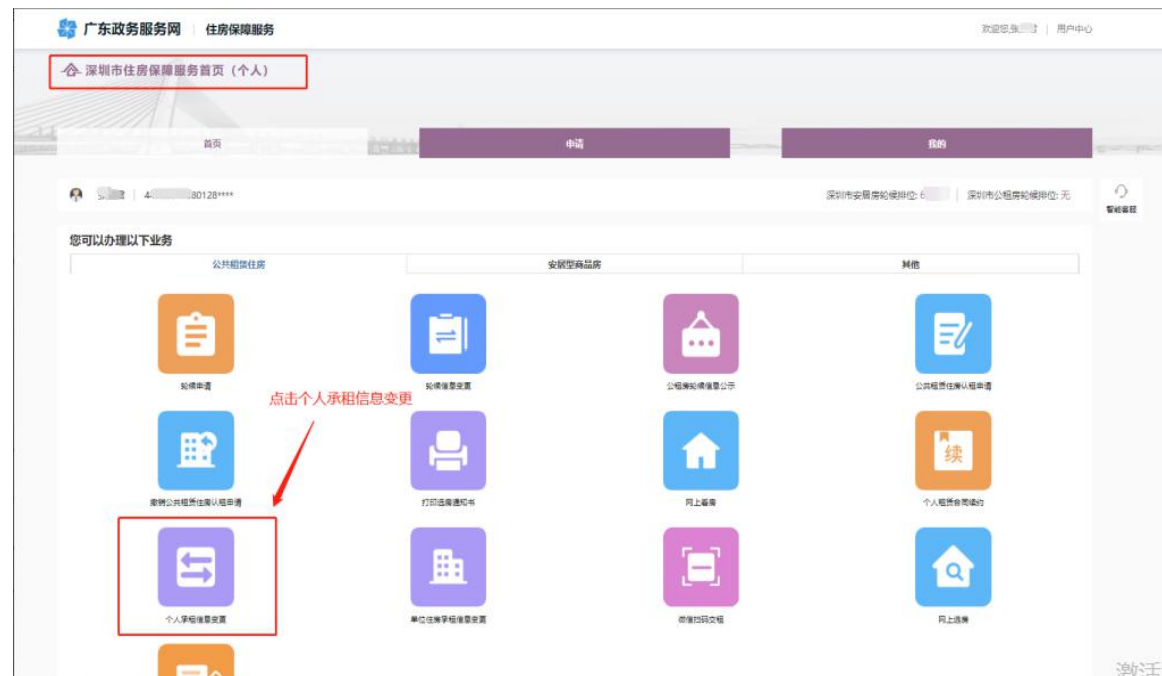 广东政务服务网 | 住房保障服务
欢迎您,张 | 用户中心
深圳市住房保障服务首页（个人）
首页 申请 我的
4 80128**** 深圳市安居房轮候排位: 6 | 深圳市公租房轮候排位: 无
智能客服
您可以办理以下业务
公共租赁住房 安居型商品房 其他
轮候申请 轮候信息变更 公租房轮候信息公示 公共租赁住房认租申请
点击个人承租信息变更
续
撤销公共租赁住房认租申请 打印选房通知书 网上看房 个人租赁合同续约
个人承租信息变更 单位住房承租信息变更 微信扫码交租 网上选房
激活